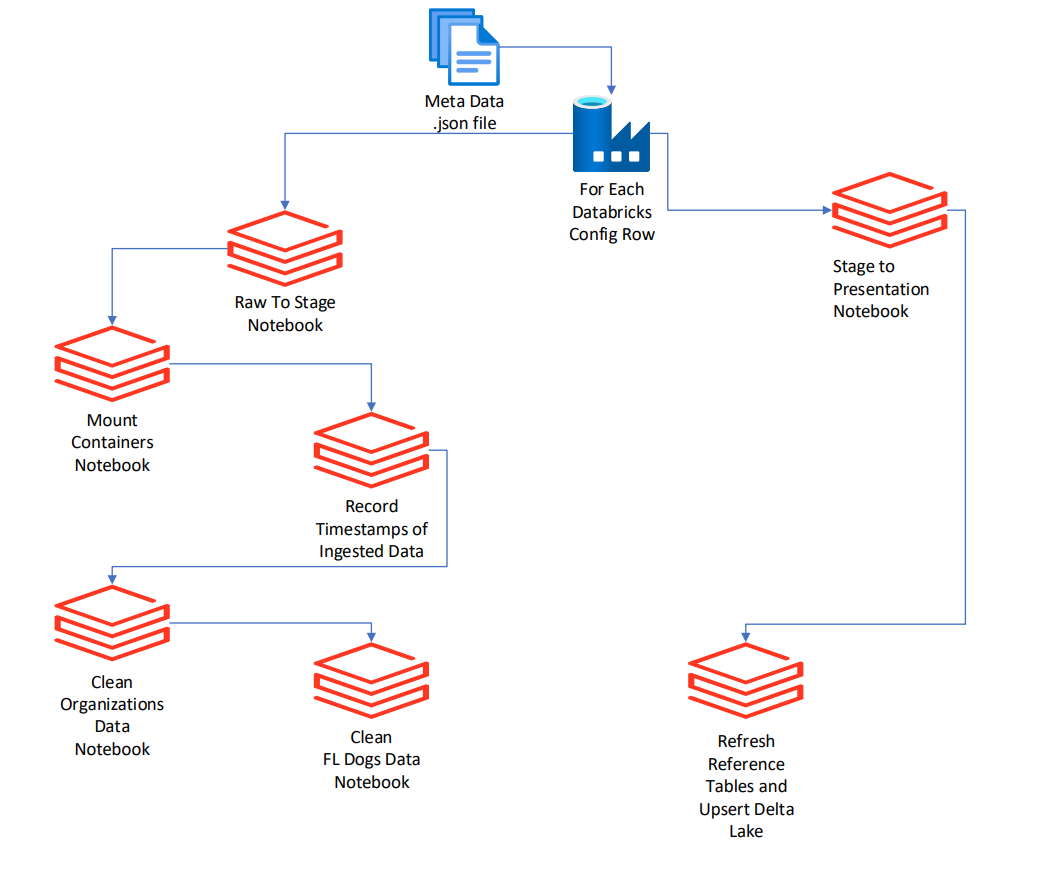 Meta Data
.json file
For Each
Databricks
Config Row
Stage to
Presentation
Notebook
Raw To Stage
Notebook
Mount
Containers
Notebook
Record
Timestamps of
Ingested Data
Clean
Organizations
Data
Notebook
Clean
FL Dogs Data
Notebook
Refresh
Reference
Tables and
Upsert Delta
Lake